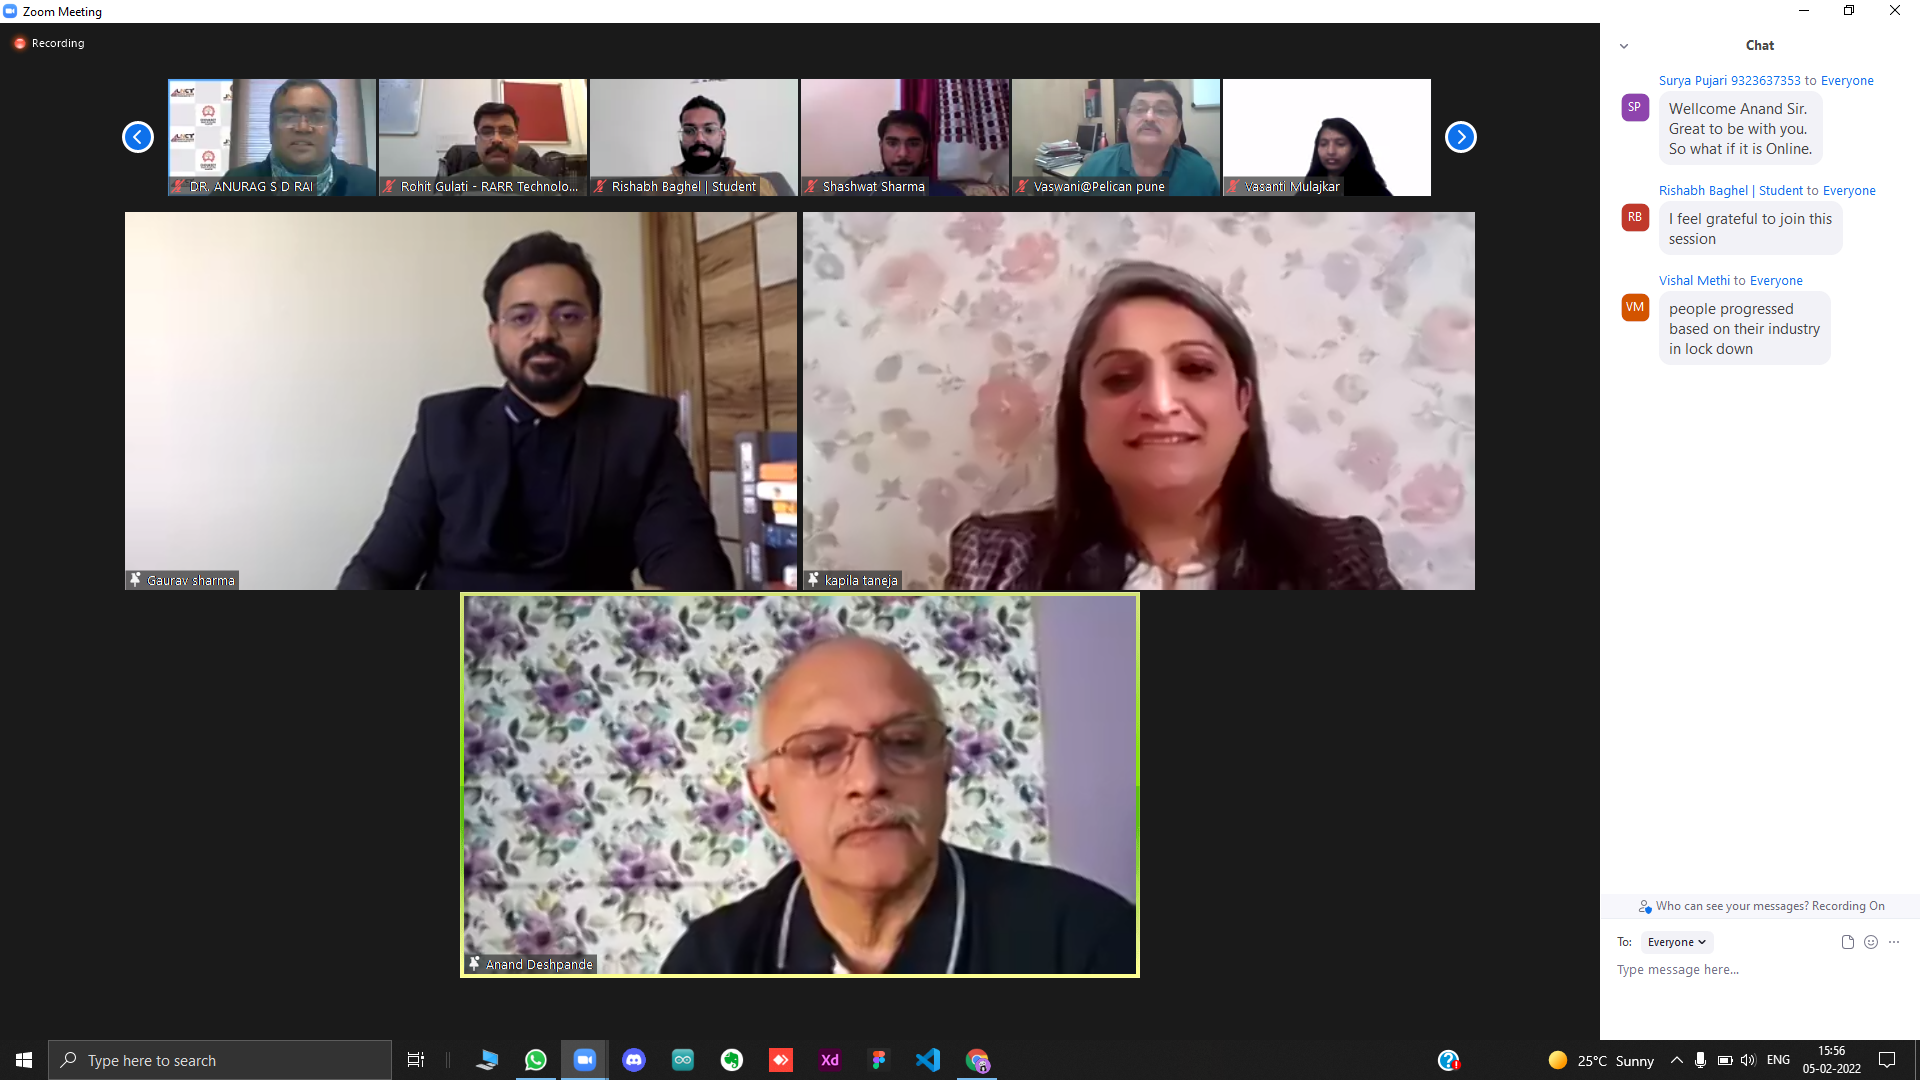 Zoom Meeting
Recording
DR. ANURAG S D RAI
Rohit Gulati - RARR Technolo...
Rishabh Baghel | Student
Shashwat Sharma
Vaswani@Pelican pune
Vasanti Mulajkar
Gaurav sharma
kapila taneja
Anand Deshpande
Chat
Surya Pujari 9323637353 to Everyone
SP
Wellcome Anand Sir.
Great to be with you.
So what if it is Online.
Rishabh Baghel | Student to Everyone
RB
I feel grateful to join this
session
Vishal Methi to Everyone
VM
people progressed
based on their industry
in lock down
Who can see your messages? Recording On
To: Everyone
Type message here...
Type here to search
Xd
25°C Sunny
ENG
15:56
05-02-2022